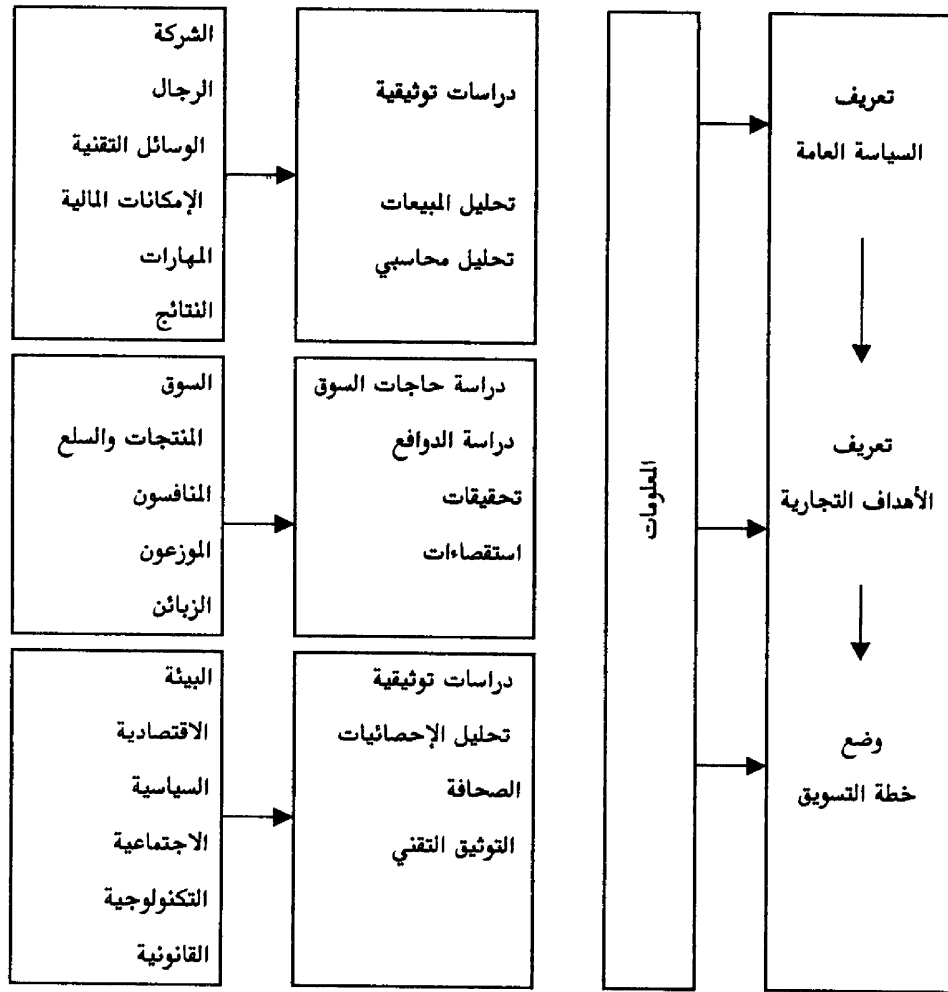 الشركة
الرجال
الوسائل التقنية
الإمكانات المالية
المهارات
النتائج
دراسات توثيقية
تحليل المبيعات
تحليل محاسبي
السوق
المنتجات والسلع
المنافسون
الموزعون
الزبائن
دراسة حاجات السوق
دراسة الدوافع
تحقيقات
استقصاءات
البيئة
الاقتصادية
السياسية
الاجتماعية
التكنولوجية
القانونية
دراسات توثيقية
تحليل الإحصائيات
الصحافة
التوثيق التقني
المعلومات
تعريف
السياسة العامة
تعريف
الأهداف التجارية
وضع
خطة التسويق